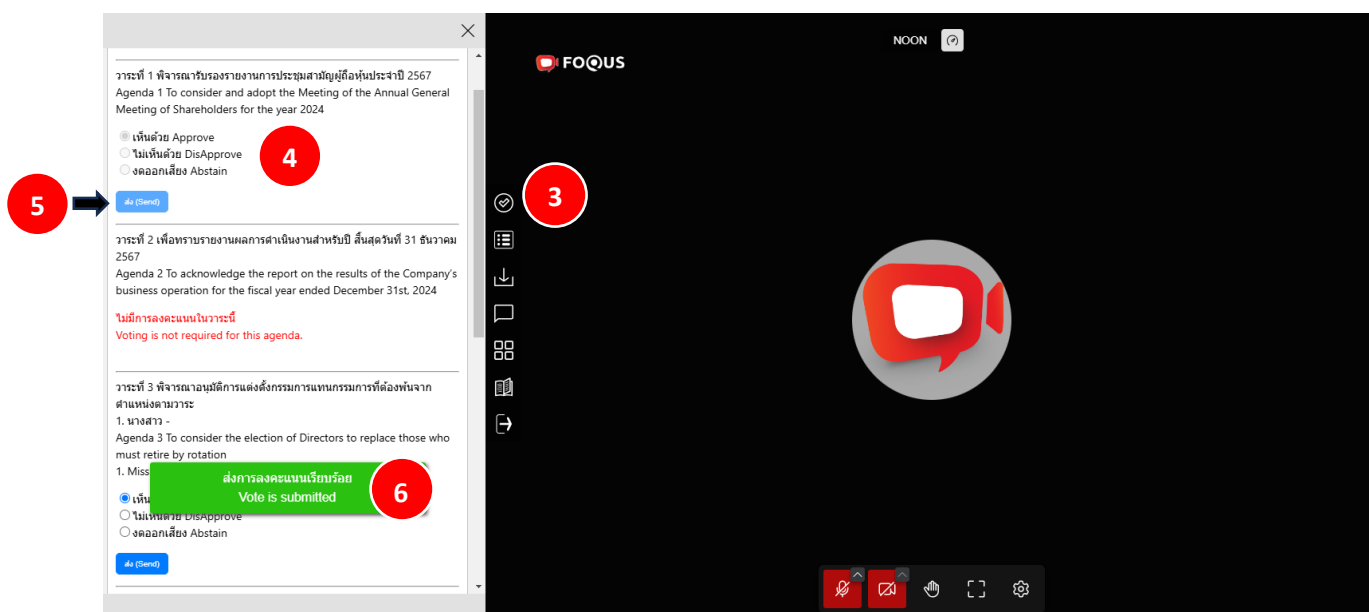 วาระที่ 1 พิจารณารับรองรายงานการประชุมสามัญผู้ถือหุ้นประจำปี 2567
Agenda 1 To consider and adopt the Meeting of the Annual General
Meeting of Shareholders for the year 2024
เห็นด้วย Approve
ไม่เห็นด้วย DisApprove
งดออกเสียง Abstain
4
5
ส่ง (Send)
วาระที่ 2 เพื่อทราบรายงานผลการดำเนินงานสำหรับปี สิ้นสุดวันที่ 31 ธันวาคม
2567
Agenda 2 To acknowledge the report on the results of the Company's
business operation for the fiscal year ended December 31st, 2024
ไม่มีการลงคะแนนในวาระนี้
Voting is not required for this agenda.
วาระที่ 3 พิจารณาอนุมัติการแต่งตั้งกรรมการแทนกรรมการที่ต้องพ้นจาก
ตำแหน่งตามวาระ
1. นางสาว -
Agenda 3 To consider the election of Directors to replace those who
must retire by rotation
1. Miss
ส่งการลงคะแนนเรียบร้อย
Vote is submitted
6
ไม่เห็นด้วย DisApprove
งดออกเสียง Abstain
ส่ง (Send)
FOQUS
NOON
3